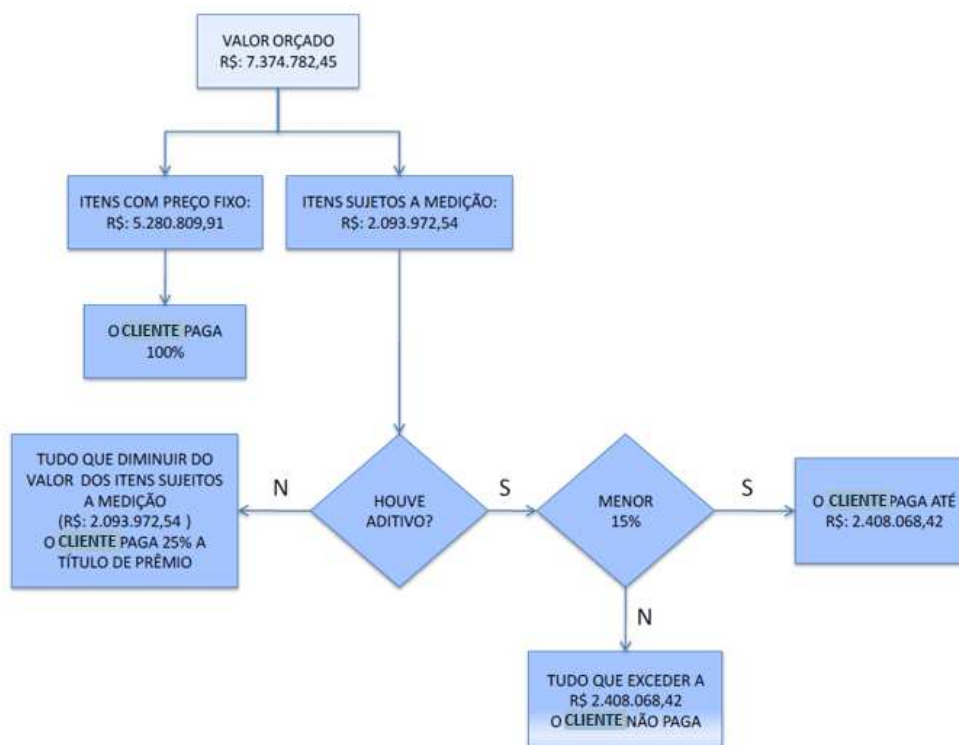 VALOR ORÇADO
R$: 7.374.782,45
ITENS COM PREÇO FIXO:
R$: 5.280.809,91
ITENS SUJETOS A MEDIÇÃO:
R$: 2.093.972,54
O CLIENTE PAGA
100%
TUDO QUE DIMINUIR DO
VALOR DOS ITENS SUJEITOS
A MEDIÇÃO
(R$: 2.093.972,54 )
O CLIENTE PAGA 25% A
TÍTULO DE PRÊMIO
N
HOUVE
ADITIVO?
S
MENOR
15%
S
O CLIENTE PAGA ATÉ
R$: 2.408.068,42
N
TUDO QUE EXCEDER A
R$ 2.408.068,42
O CLIENTE NÃO PAGA